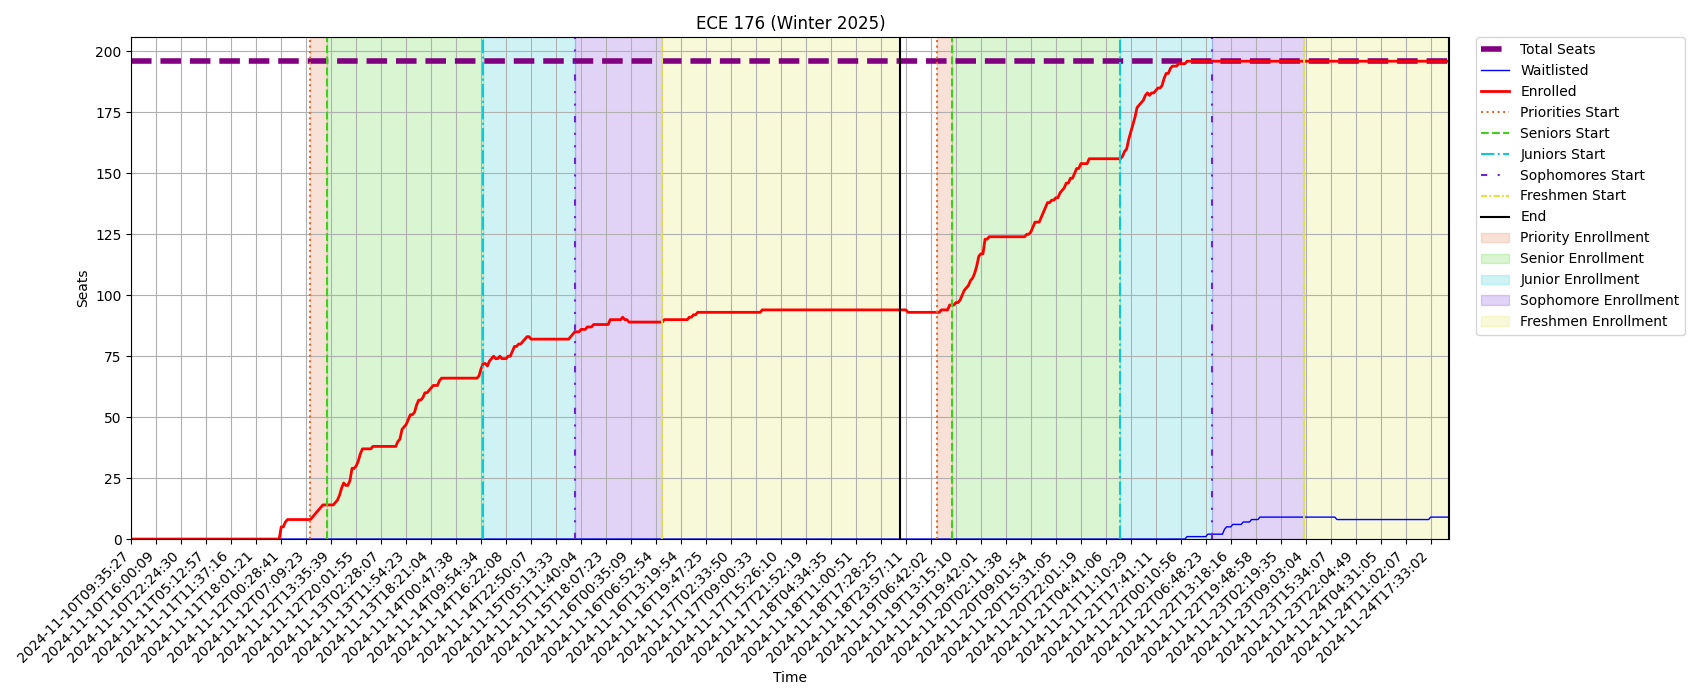 ECE 176 (Winter 2025)
Seats
200
175
150
125
100
75
50
25
0
2024-11-10T09:35:27
2024-11-10T16:00:09
2024-11-10T22:24:30
2024-11-11T05:12:57
2024-11-11T11:37:16
2024-11-11T18:01:21
2024-11-12T00:28:41
2024-11-12T07:09:23
2024-11-12T13:35:39
2024-11-12T20:01:55
2024-11-13T02:28:07
2024-11-13T11:54:23
2024-11-13T18:21:04
2024-11-14T00:47:38
2024-11-14T09:54:34
2024-11-14T16:22:08
2024-11-14T22:50:07
2024-11-15T05:13:33
2024-11-15T11:40:04
2024-11-15T18:07:23
2024-11-16T00:35:09
2024-11-16T06:52:54
2024-11-16T13:19:54
2024-11-16T19:47:25
2024-11-17T02:33:50
2024-11-17T09:00:33
2024-11-17T15:26:10
2024-11-17T21:52:19
2024-11-18T04:34:35
2024-11-18T11:00:51
2024-11-18T17:28:25
2024-11-18T23:57:11
2024-11-19T06:42:02
2024-11-19T13:15:10
2024-11-19T19:42:01
2024-11-20T02:11:38
2024-11-20T09:01:54
2024-11-20T15:31:05
2024-11-20T22:01:19
2024-11-21T04:41:06
2024-11-21T11:10:29
2024-11-21T17:41:11
2024-11-22T00:10:56
2024-11-22T06:48:23
2024-11-22T13:18:16
2024-11-22T19:48:58
2024-11-23T02:19:35
2024-11-23T09:03:04
2024-11-23T15:34:07
2024-11-23T22:04:49
2024-11-24T04:31:05
2024-11-24T11:02:07
2024-11-24T17:33:02
Time
Total Seats
Waitlisted
Enrolled
Priorities Start
Seniors Start
Juniors Start
Sophomores Start
Freshmen Start
End
Priority Enrollment
Senior Enrollment
Junior Enrollment
Sophomore Enrollment
Freshmen Enrollment